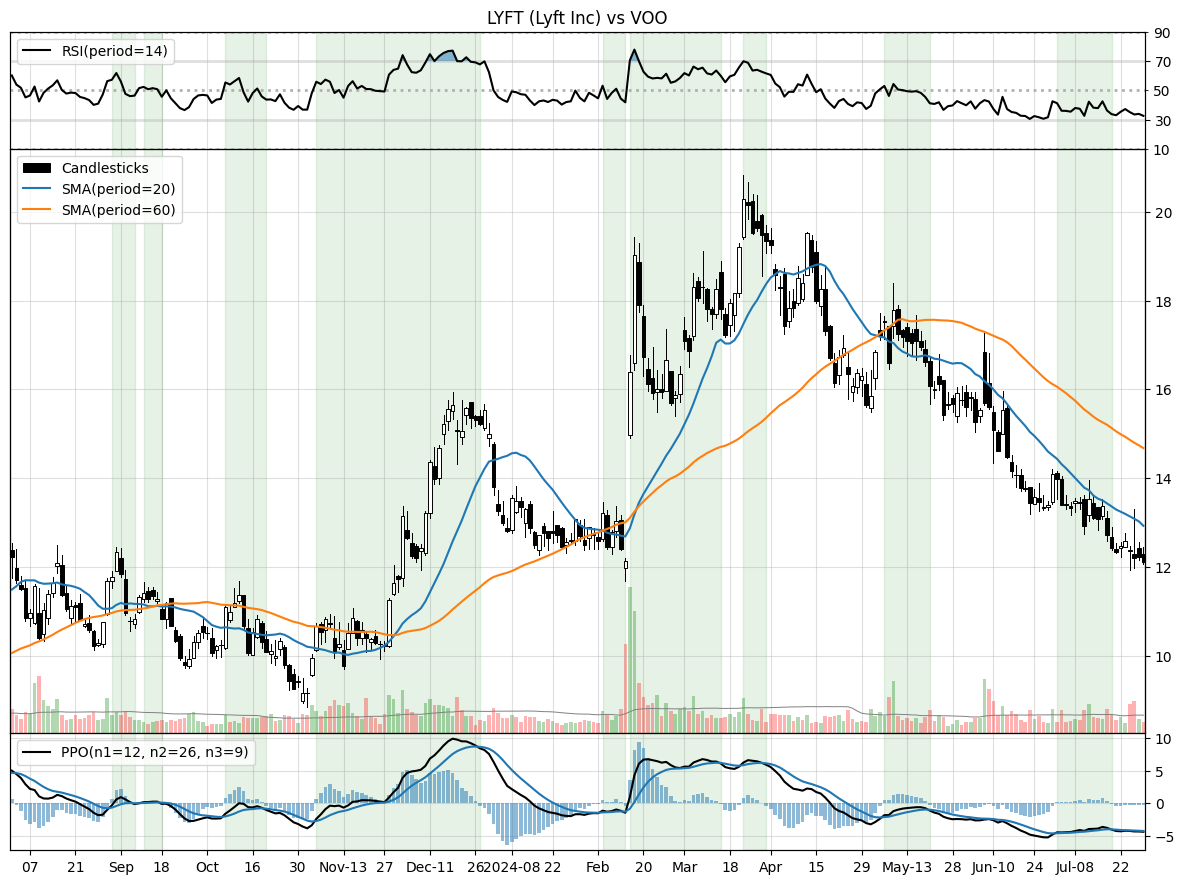 LYFT (Lyft Inc) vs VOO
RSI(period=14)
90
70
50
30
10
Candlesticks
SMA(period=20)
SMA(period=60)
20
18
16
14
12
10
PPO(n1=12, n2=26, n3=9)
10
5
0
−5
07 21 Sep 18 Oct 16 30 Nov-13 27 Dec-11 26 2024-08 22 Feb 20 Mar 18 Apr 15 29 May-13 28 Jun-10 24 Jul-08 22